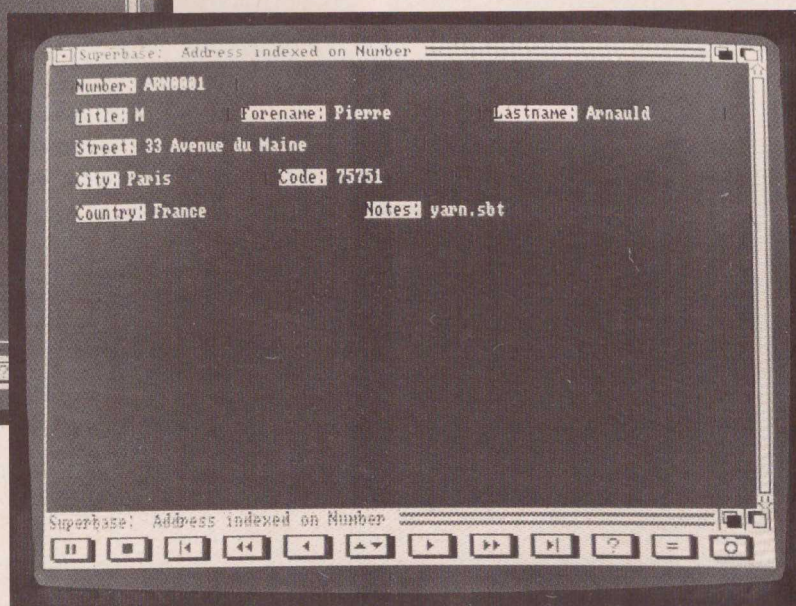 Superbase: Address indexed on Number
Number: ARN0001
Title: M Forename: Pierre Lastname: Arnauld
Street: 33 Avenue du Maine
City: Paris Code: 75751
Country: France Notes: yarn.sbt
Superbase: Address indexed on Number
?
=
?